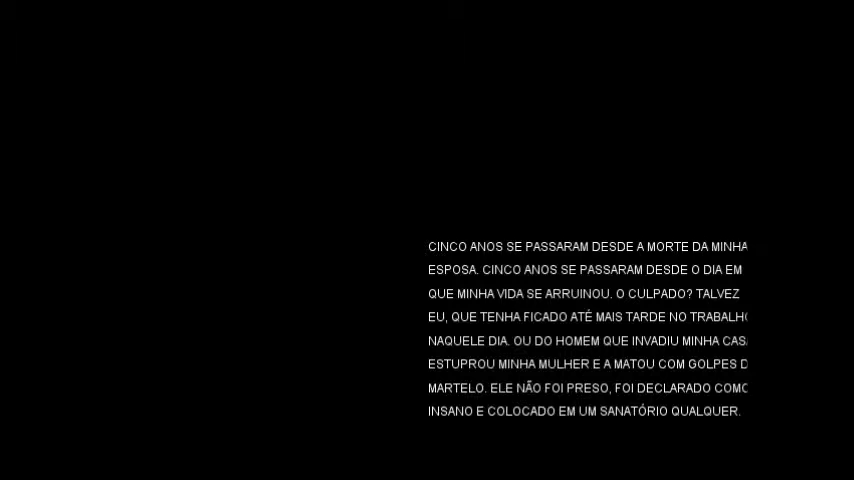 CINCO ANOS SE PASSARAM DESDE A MORTE DA MINHA
ESPOSA. CINCO ANOS SE PASSARAM DESDE O DIA EM
QUE MINHA VIDA SE ARRUINOU. O CULPADO? TALVEZ
EU, QUE TENHA FICADO ATÉ MAIS TARDE NO TRABALHO
NAQUELE DIA. OU DO HOMEM QUE INVADIU MINHA CASA
ESTUPROU MINHA MULHER E A MATOU COM GOLPES D
MARTELO. ELE NÃO FOI PRESO, FOI DECLARADO COMO
INSANO E COLOCADO EM UM SANATÓRIO QUALQUER.